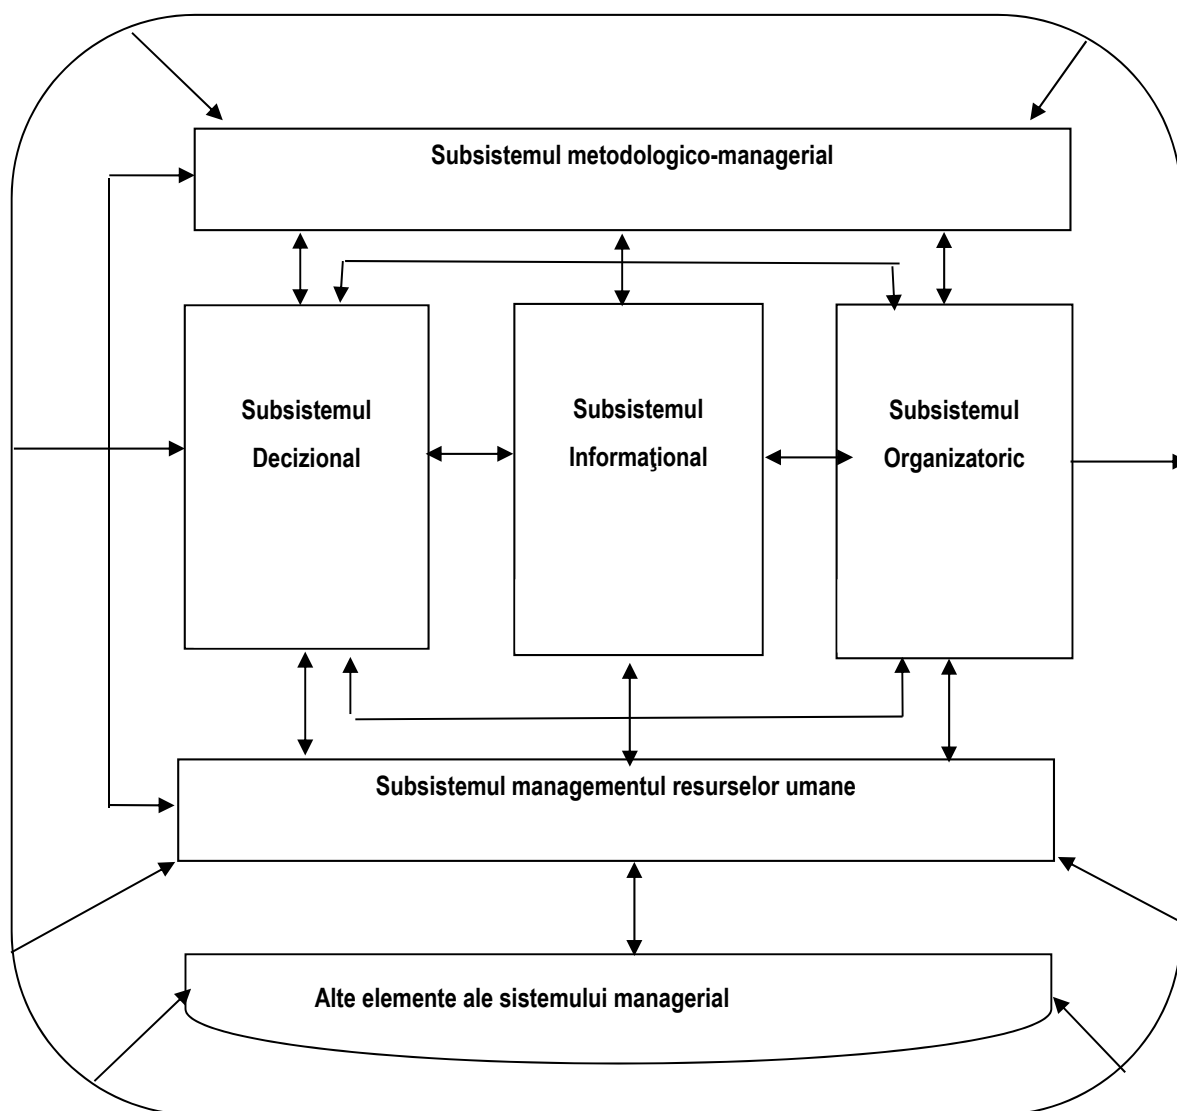 Subsistemul metodologico-managerial
Subsistemul
Decizional
Subsistemul
Informaţional
Subsistemul
Organizatoric
Subsistemul managementul resurselor umane
Alte elemente ale sistemului managerial